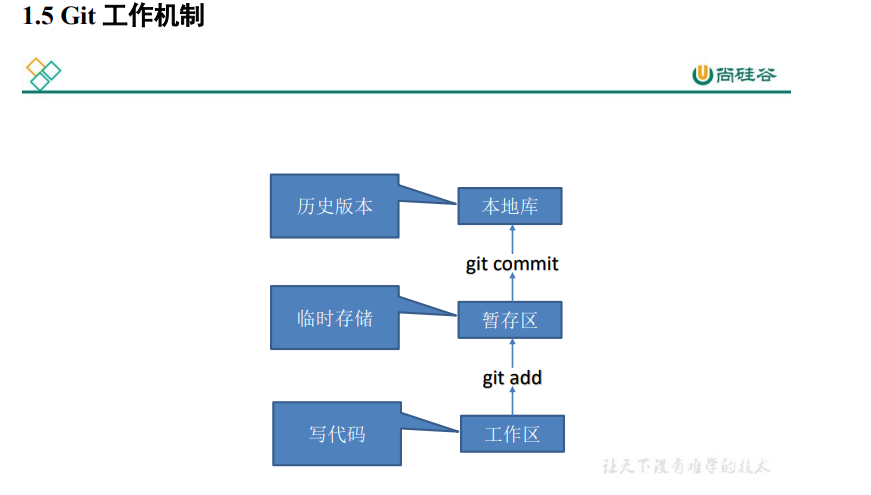 1.5 Git 工作机制
尚硅谷
历史版本
本地库
git commit
临时存储
暂存区
git add
写代码
工作区
让天下没有难学的技术